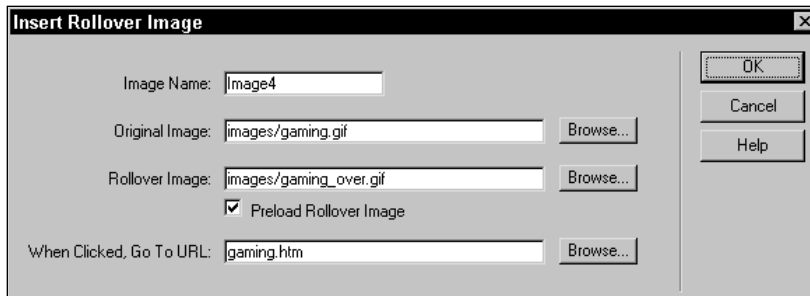 Insert Rollover Image
Image Name: Image4
OK
Cancel
Original Image: images/gaming.gif Browse...
Help
Rollover Image: images/gaming_over.gif Browse...
Preload Rollover Image
When Clicked, Go To URL: gaming.htm Browse...